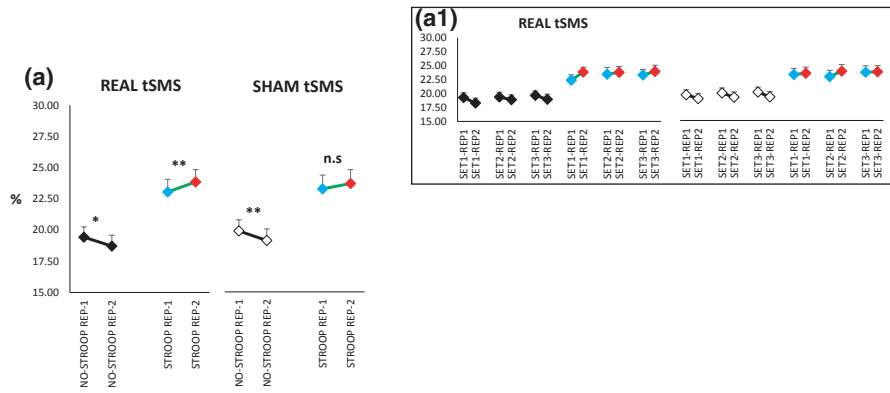 (a)
REAL tSMS
SHAM tSMS
30.00
27.50
25.00
22.50
20.00
17.50
15.00
%
*
**
**
n.s
NO-STROOP REP-1
NO-STROOP REP-2
STROOP REP-1
STROOP REP-2
NO-STROOP REP-1
NO-STROOP REP-2
STROOP REP-1
STROOP REP-2
(a1)
REAL tSMS
30.00
27.50
25.00
22.50
20.00
17.50
15.00
SET1-REP1
SET1-REP2
SET2-REP1
SET2-REP2
SET3-REP1
SET3-REP2
SET1-REP1
SET1-REP2
SET2-REP1
SET2-REP2
SET3-REP1
SET3-REP2
SET1-REP1
SET1-REP2
SET2-REP1
SET2-REP2
SET3-REP1
SET3-REP2
SET1-REP1
SET1-REP2
SET2-REP1
SET2-REP2
SET3-REP1
SET3-REP2